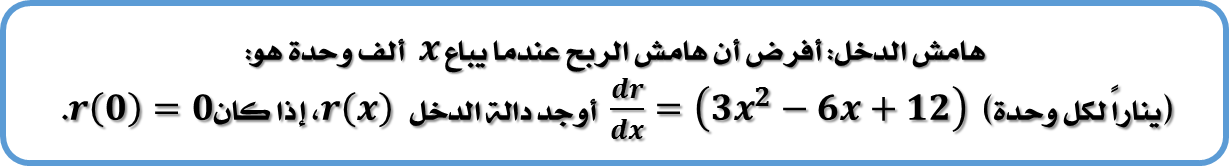 هامش الدخل: أفرض أن هامش الربح عندما يباع x ألف وحدة هو:
(يناراً لكل وحدة) dr/dx = (3x² − 6x + 12) أوجد دالة الدخل r(x)، إذا كان r(0) = 0.